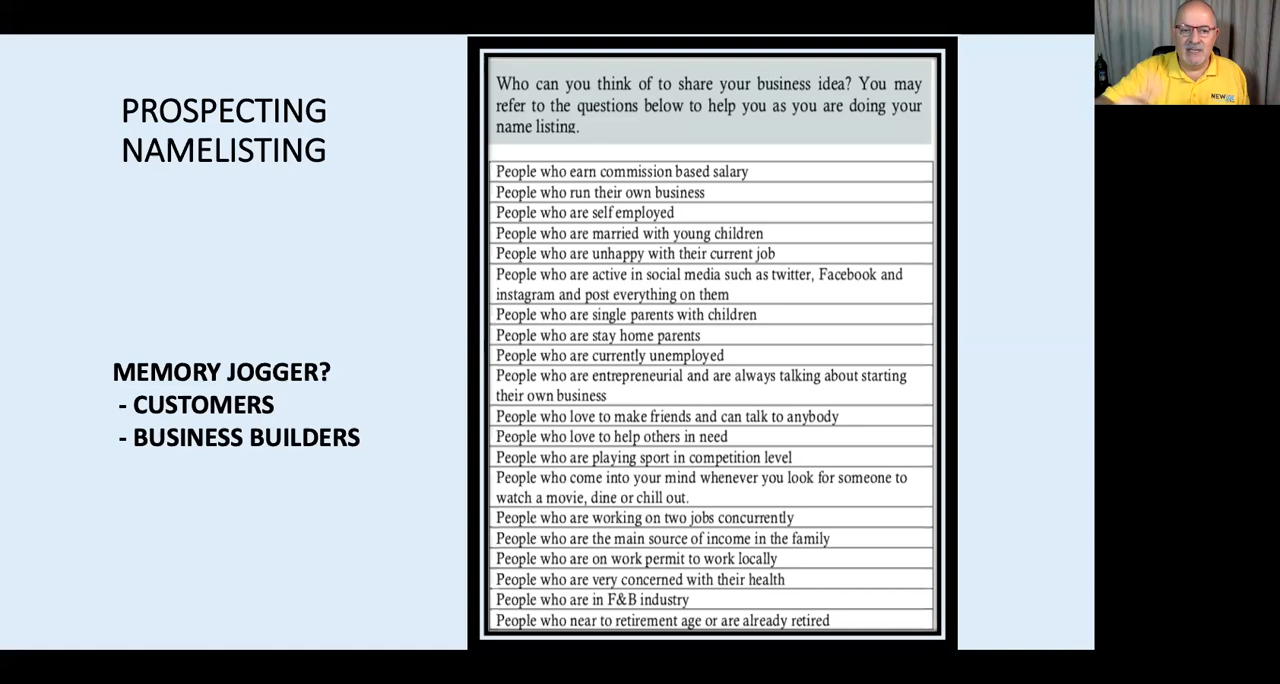 PROSPECTING
NAMELISTING
MEMORY JOGGER?
- CUSTOMERS
- BUSINESS BUILDERS
Who can you think of to share your business idea? You may
refer to the questions below to help you as you are doing your
name listing.
People who earn commission based salary
People who run their own business
People who are self employed
People who are married with young children
People who are unhappy with their current job
People who are active in social media such as twitter, Facebook and
instagram and post everything on them
People who are single parents with children
People who are stay home parents
People who are currently unemployed
People who are entrepreneurial and are always talking about starting
their own business
People who love to make friends and can talk to anybody
People who love to help others in need
People who are playing sport in competition level
People who come into your mind whenever you look for someone to
watch a movie, dine or chill out.
People who are working on two jobs concurrently
People who are the main source of income in the family
People who are on work permit to work locally
People who are very concerned with their health
People who are in F&B industry
People who near to retirement age or are already retired